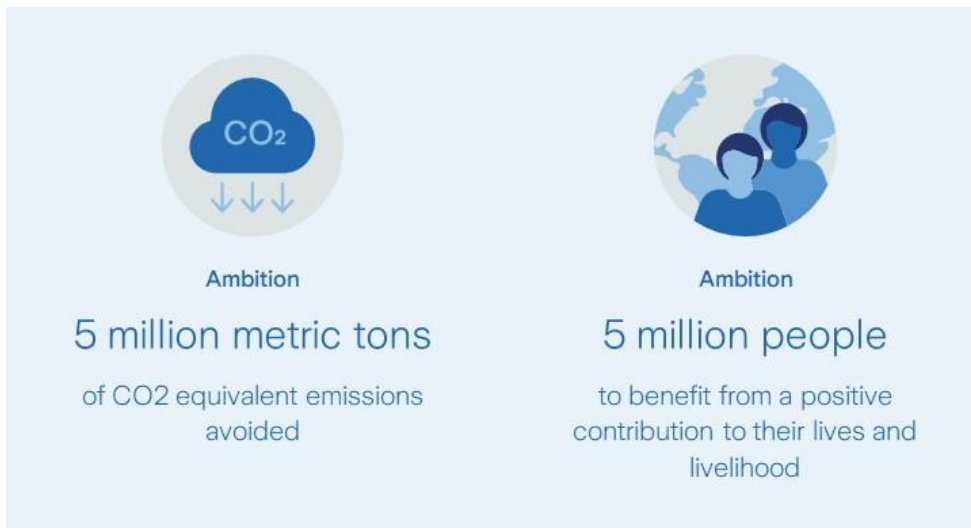 CO₂
Ambition
5 million metric tons
of CO2 equivalent emissions
avoided
Ambition
5 million people
to benefit from a positive
contribution to their lives and
livelihood